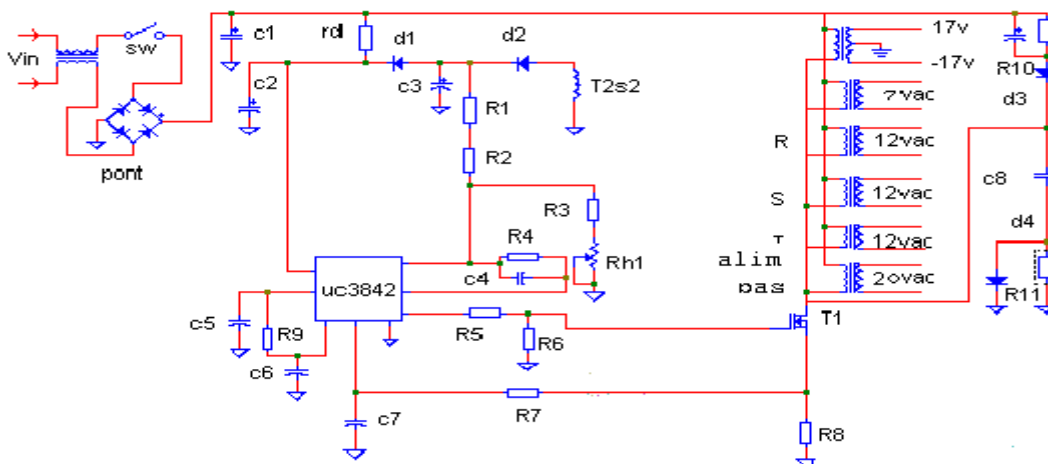 sw
Vin
pont
c1
rd
d1
d2
c2
c3
T2s2
R1
R2
R3
R4
c4
Rh1
uc3842
c5
R9
c6
R5
R6
c7
R7
R8
T1
17v
-17v
7vac
R
12vac
S
12vac
T
12vac
alim
pas
20vac
R10
d3
c8
d4
R11